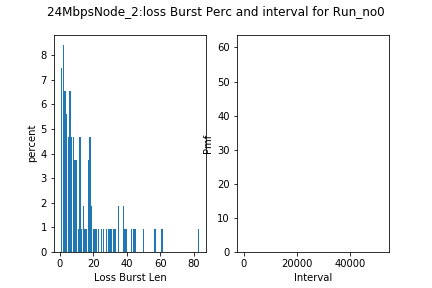 24MbpsNode_2:loss Burst Perc and interval for Run_no0
percent
8
7
6
5
4
3
2
1
0
0 20 40 60 80
Loss Burst Len
Pmf
60
50
40
30
20
10
0
0 20000 40000
Interval